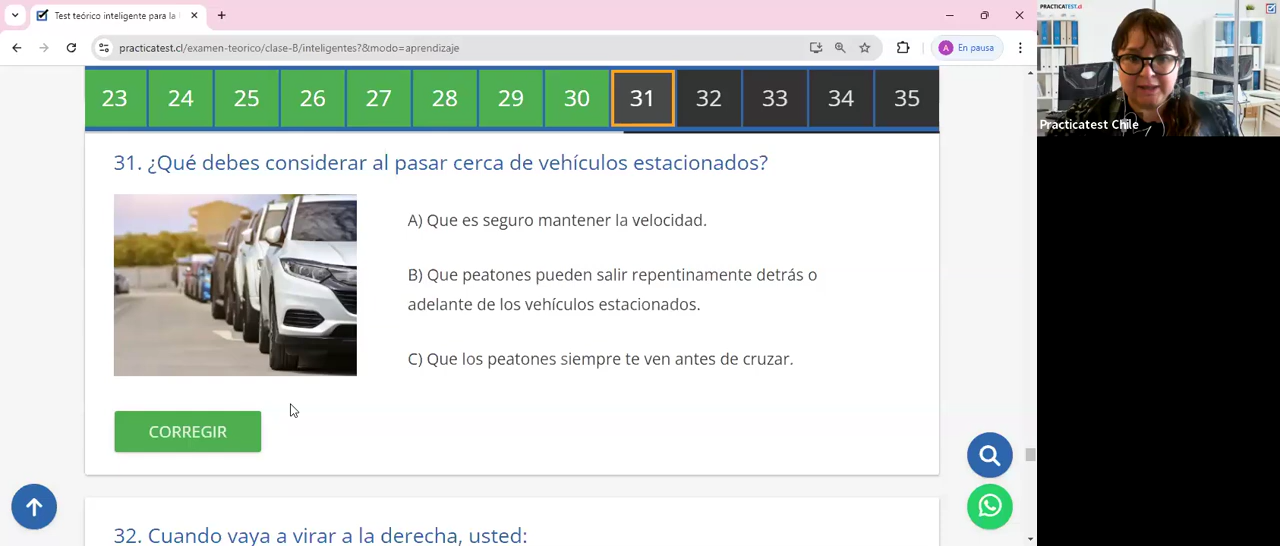 Test teórico inteligente para la
practicatest.cl/examen-teorico/clase-B/inteligentes?&modo=aprendizaje
A
En pausa
PRACTICATEST.cl
Practicatest Chile
23 24 25 26 27 28 29 30 31 32 33 34 35
31. ¿Qué debes considerar al pasar cerca de vehículos estacionados?
A) Que es seguro mantener la velocidad.
B) Que peatones pueden salir repentinamente detrás o
adelante de los vehículos estacionados.
C) Que los peatones siempre te ven antes de cruzar.
CORREGIR
32. Cuando vaya a virar a la derecha, usted: